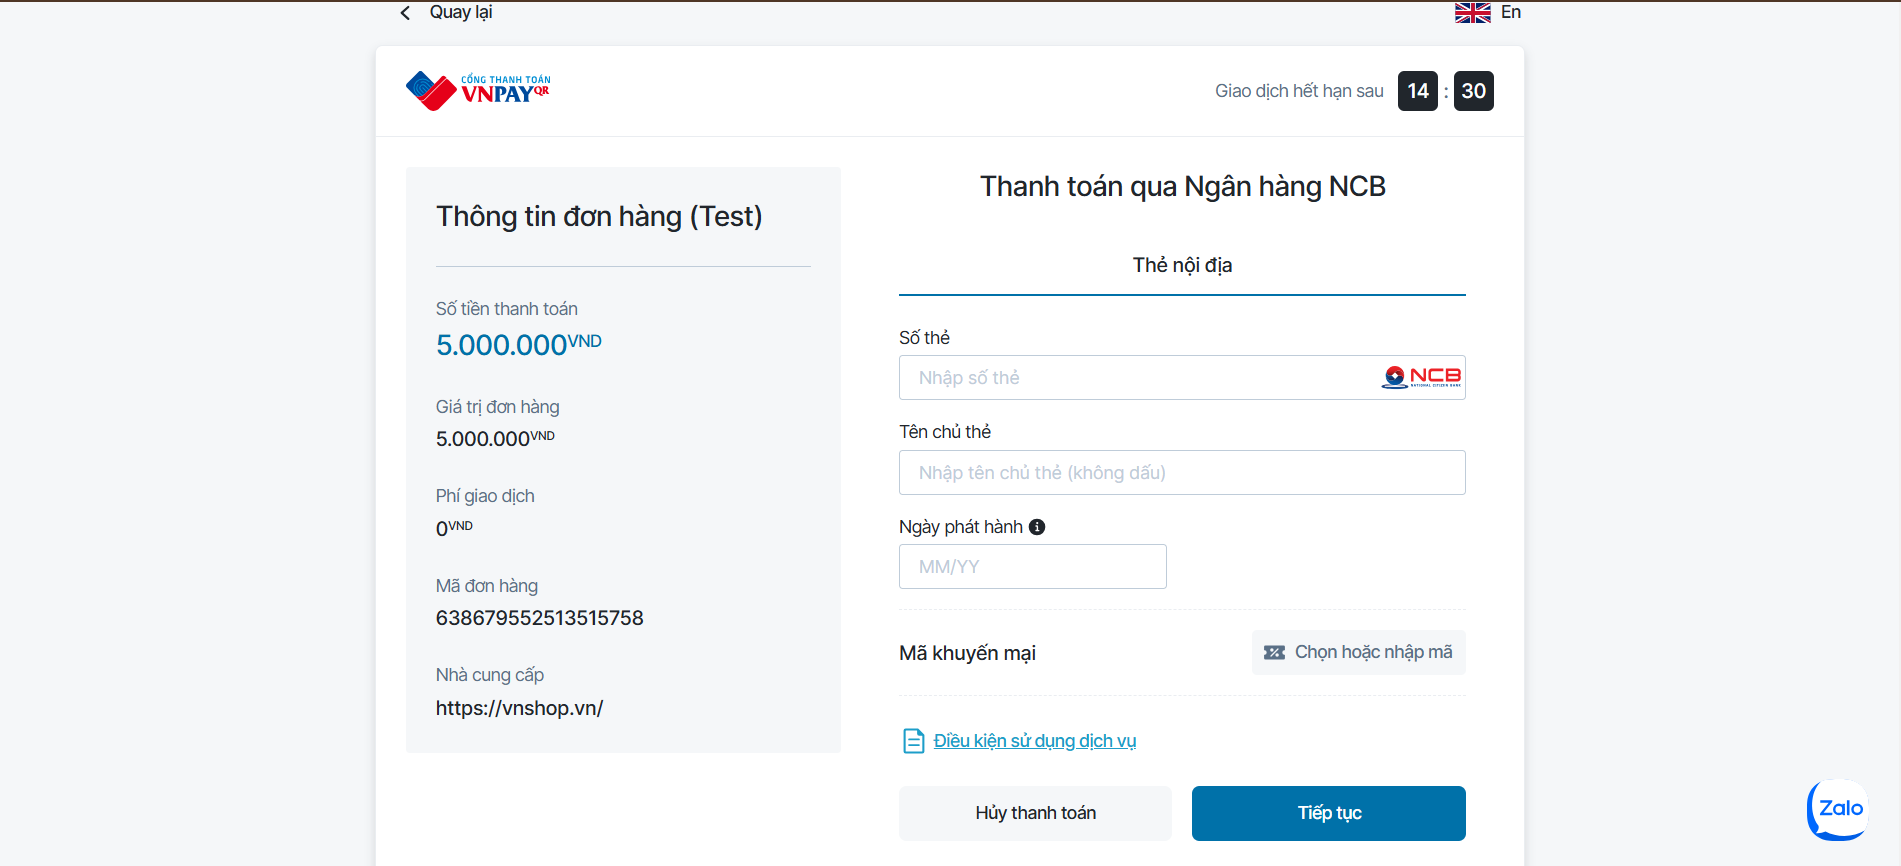 Quay lại
En
CỔNG THANH TOÁN
VNPAYQR
Giao dịch hết hạn sau 14 : 30
Thông tin đơn hàng (Test)
Số tiền thanh toán
5.000.000VND
Giá trị đơn hàng
5.000.000VND
Phí giao dịch
0VND
Mã đơn hàng
638679552513515758
Nhà cung cấp
https://vnshop.vn/
Thanh toán qua Ngân hàng NCB
Thẻ nội địa
Số thẻ
Nhập số thẻ
NCB
NATIONAL CITIZEN BANK
Tên chủ thẻ
Nhập tên chủ thẻ (không dấu)
Ngày phát hành
MM/YY
Mã khuyến mại
Chọn hoặc nhập mã
Điều kiện sử dụng dịch vụ
Hủy thanh toán
Tiếp tục
Zalo